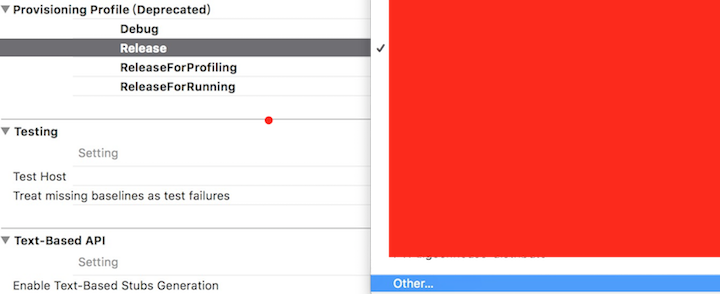 Provisioning Profile (Deprecated)
Debug
Release
ReleaseForProfiling
ReleaseForRunning
Testing
Setting
Test Host
Treat missing baselines as test failures
Text-Based API
Setting
Other...
Enable Text-Based Stubs Generation